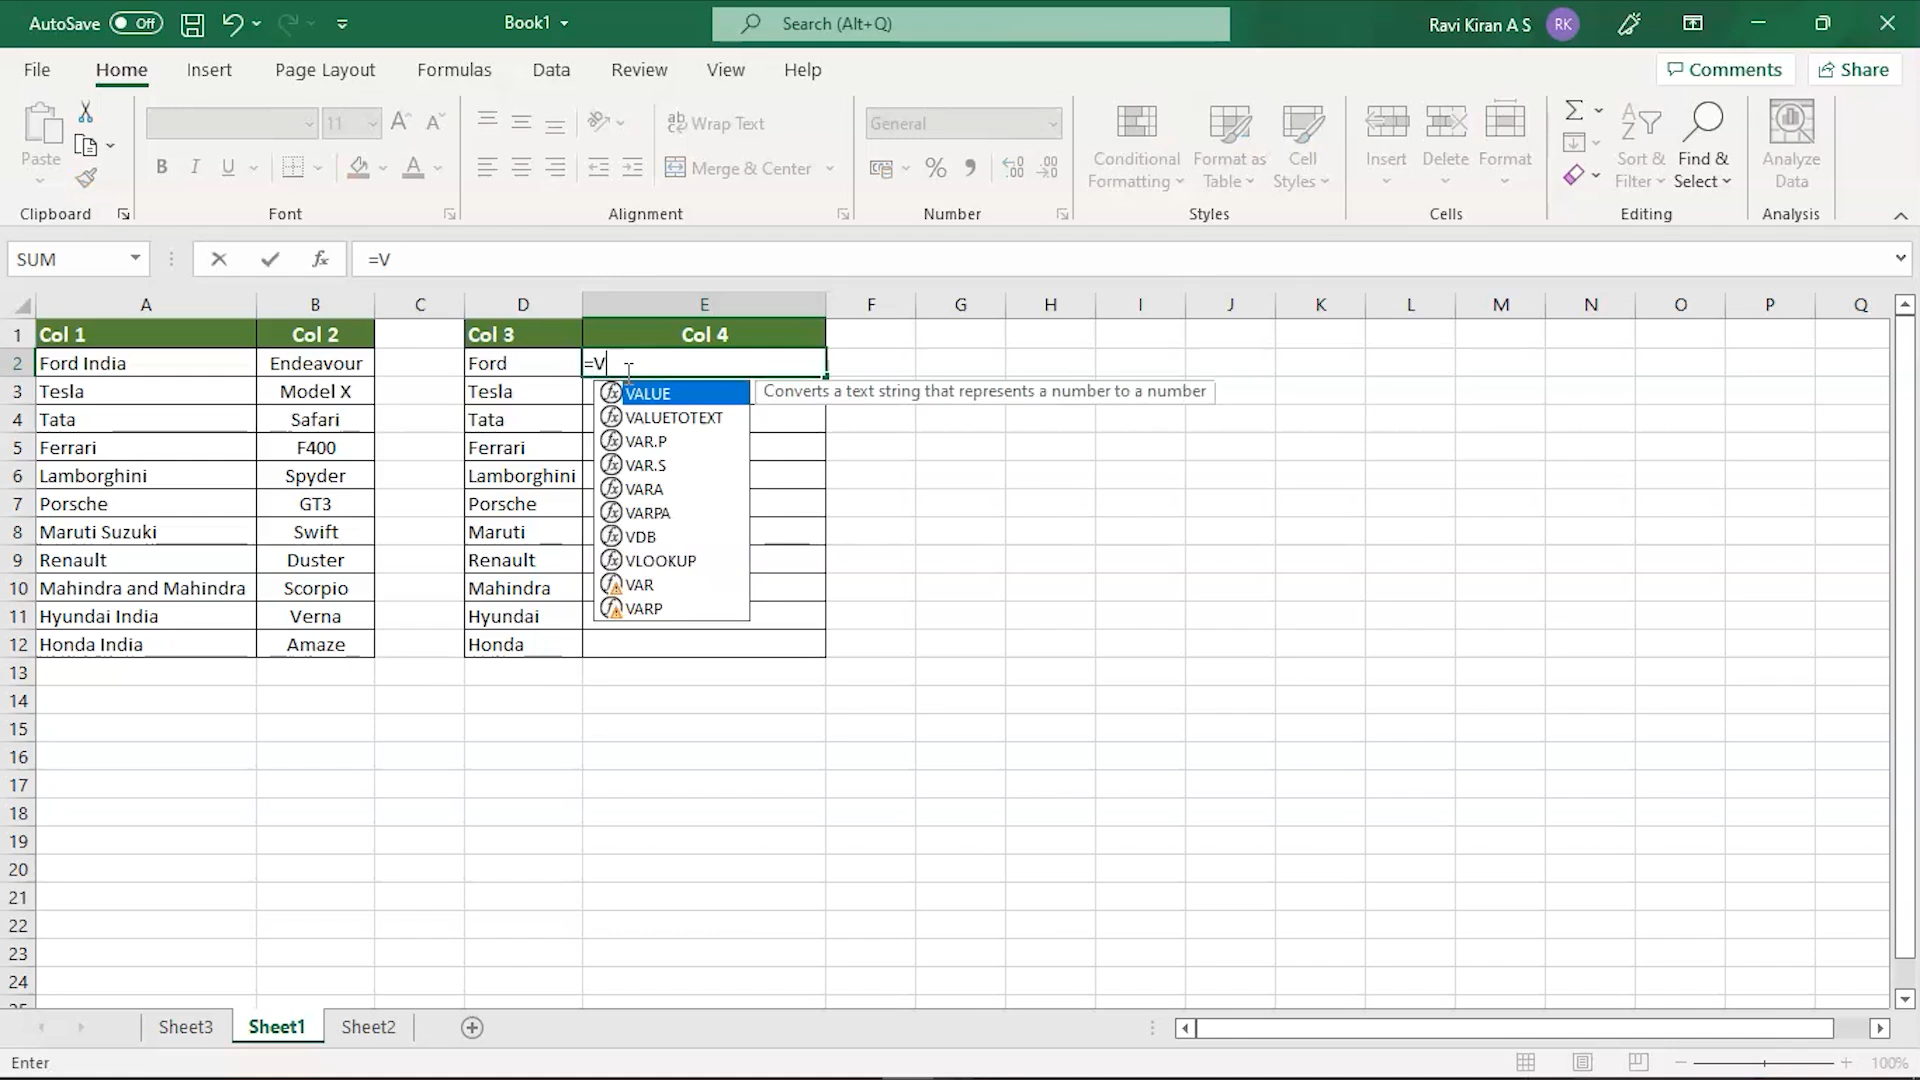 AutoSave Off Book1 Search (Alt+Q) Ravi Kiran A S RK
File Home Insert Page Layout Formulas Data Review View Help Comments Share
Paste 11 Wrap Text Merge & Center General Conditional Formatting Format as Table Cell Styles Insert Delete Format Sort & Filter Find & Select Analyze Data
Clipboard Font Alignment Number Styles Cells Editing Analysis
SUM =V
A B C D E F G H I J K L M N O P Q
1 Col 1 Col 2 Col 3 Col 4
2 Ford India Endeavour Ford =V
3 Tesla Model X Tesla
4 Tata Safari Tata
5 Ferrari F400 Ferrari
6 Lamborghini Spyder Lamborghini
7 Porsche GT3 Porsche
8 Maruti Suzuki Swift Maruti
9 Renault Duster Renault
10 Mahindra and Mahindra Scorpio Mahindra
11 Hyundai India Verna Hyundai
12 Honda India Amaze Honda
VALUE Converts a text string that represents a number to a number
VALUETOTEXT
VAR.P
VAR.S
VARA
VARPA
VDB
VLOOKUP
VAR
VARP
13
14
15
16
17
18
19
20
21
22
23
24
Sheet3 Sheet1 Sheet2
Enter 100%